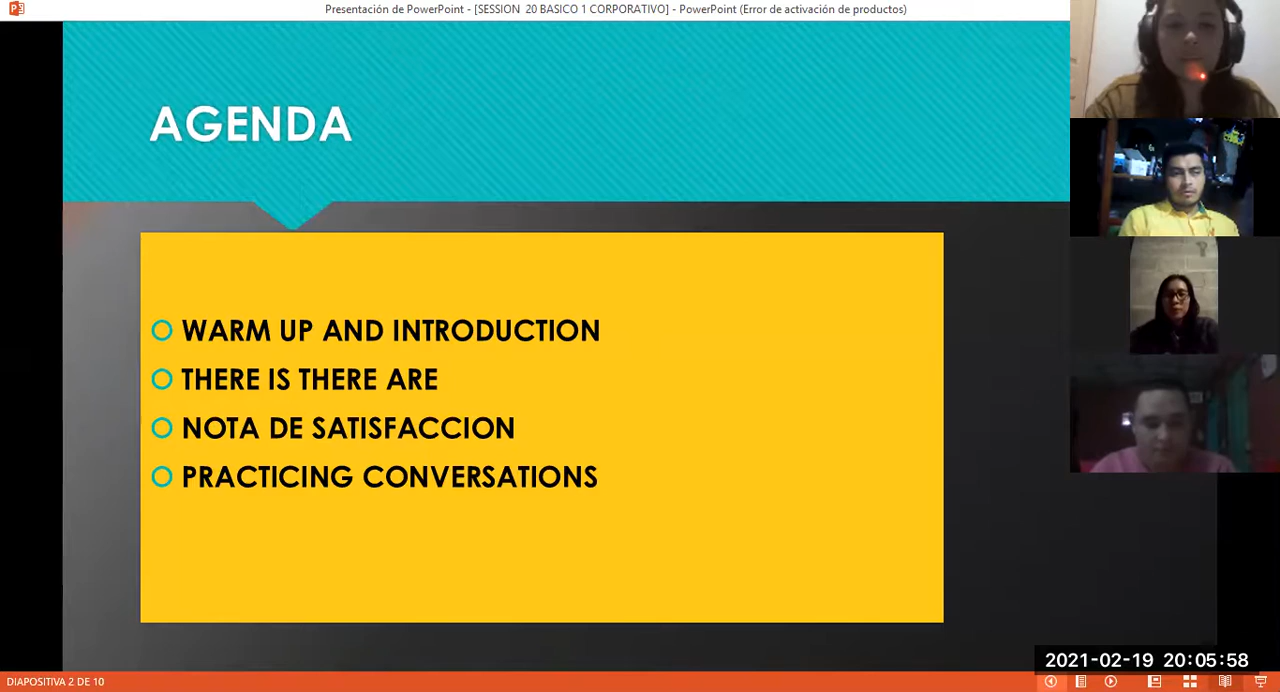 Presentación de PowerPoint - [SESSION 20 BASICO 1 CORPORATIVO] - PowerPoint (Error de activación de productos)
AGENDA
WARM UP AND INTRODUCTION
THERE IS THERE ARE
NOTA DE SATISFACCION
PRACTICING CONVERSATIONS
2021-02-19 20:05:58
DIAPOSITIVA 2 DE 10